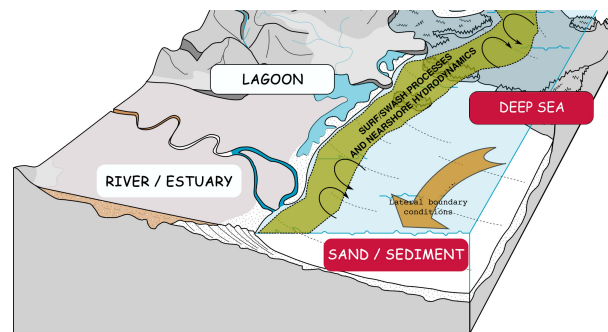 LAGOON
SURF/SWASH PROCESSES
AND NEARSHORE HYDRODYNAMICS
DEEP SEA
RIVER / ESTUARY
Lateral boundary
conditions
SAND / SEDIMENT